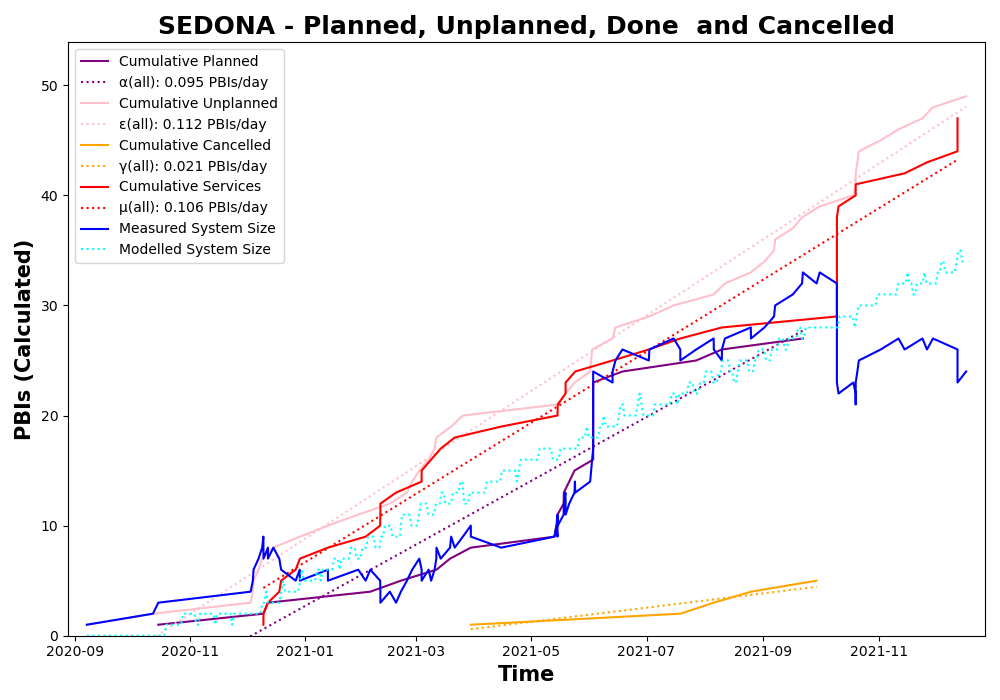 SEDONA - Planned, Unplanned, Done  and Cancelled
Cumulative Planned
α(all): 0.095 PBIs/day
Cumulative Unplanned
ε(all): 0.112 PBIs/day
Cumulative Cancelled
γ(all): 0.021 PBIs/day
Cumulative Services
μ(all): 0.106 PBIs/day
Measured System Size
Modelled System Size
PBIs (Calculated)
50
40
30
20
10
0
2020-09 2020-11 2021-01 2021-03 2021-05 2021-07 2021-09 2021-11
Time